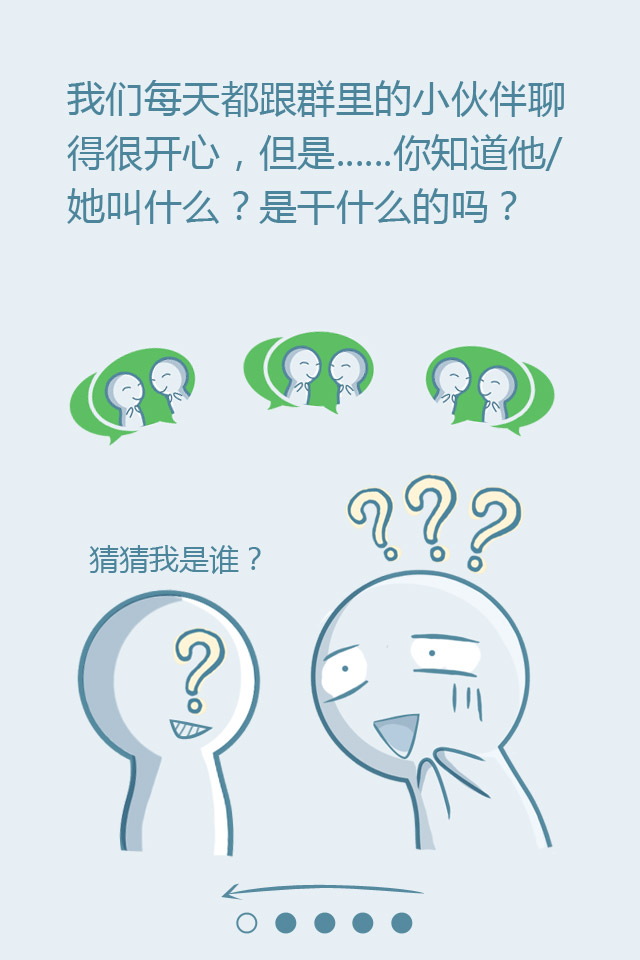 我们每天都跟群里的小伙伴聊
得很开心，但是......你知道他/
她叫什么？是干什么的吗？
???
猜猜我是谁？
?